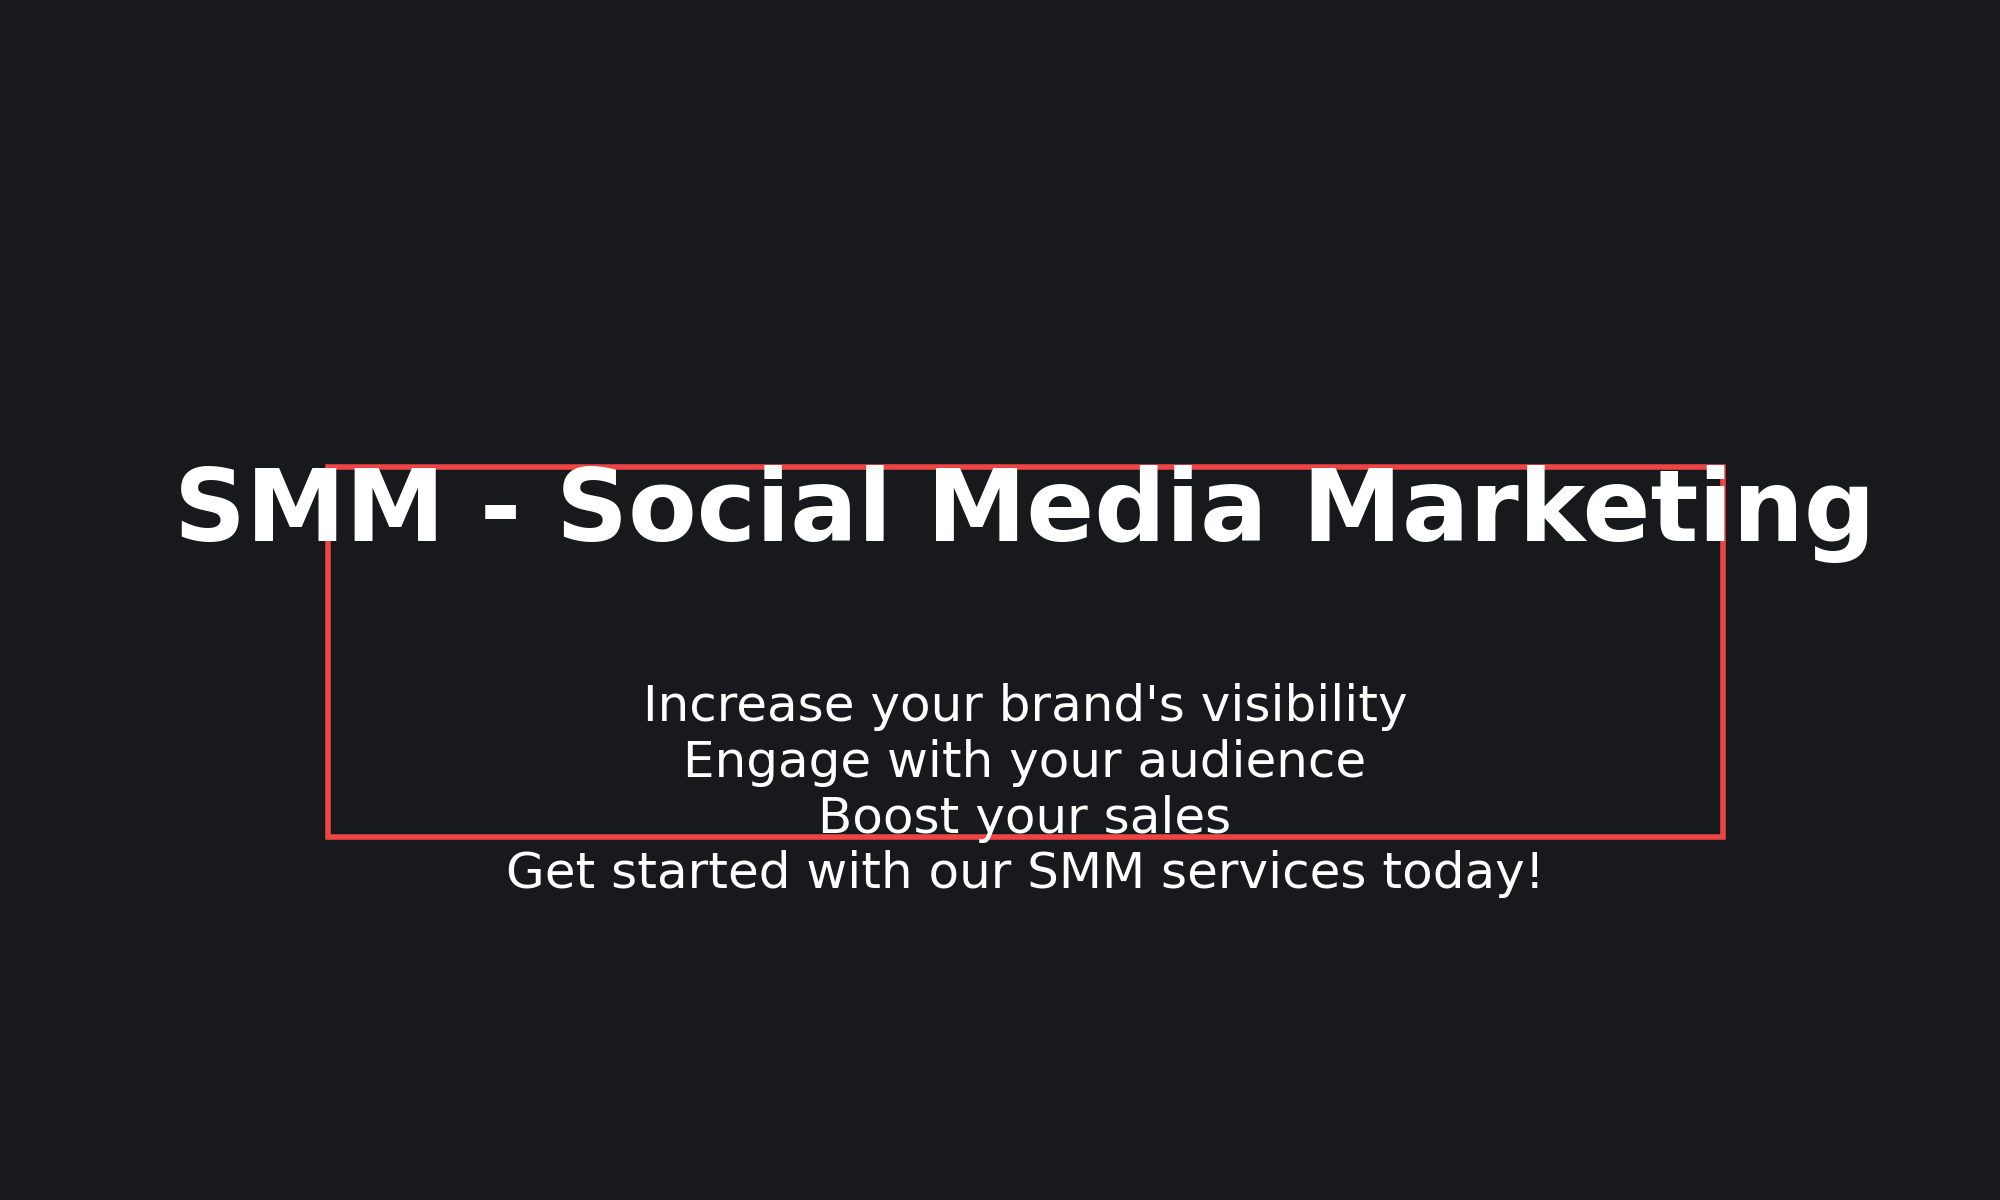 SMM - Social Media Marketing
Increase your brand's visibility
Engage with your audience
Boost your sales
Get started with our SMM services today!